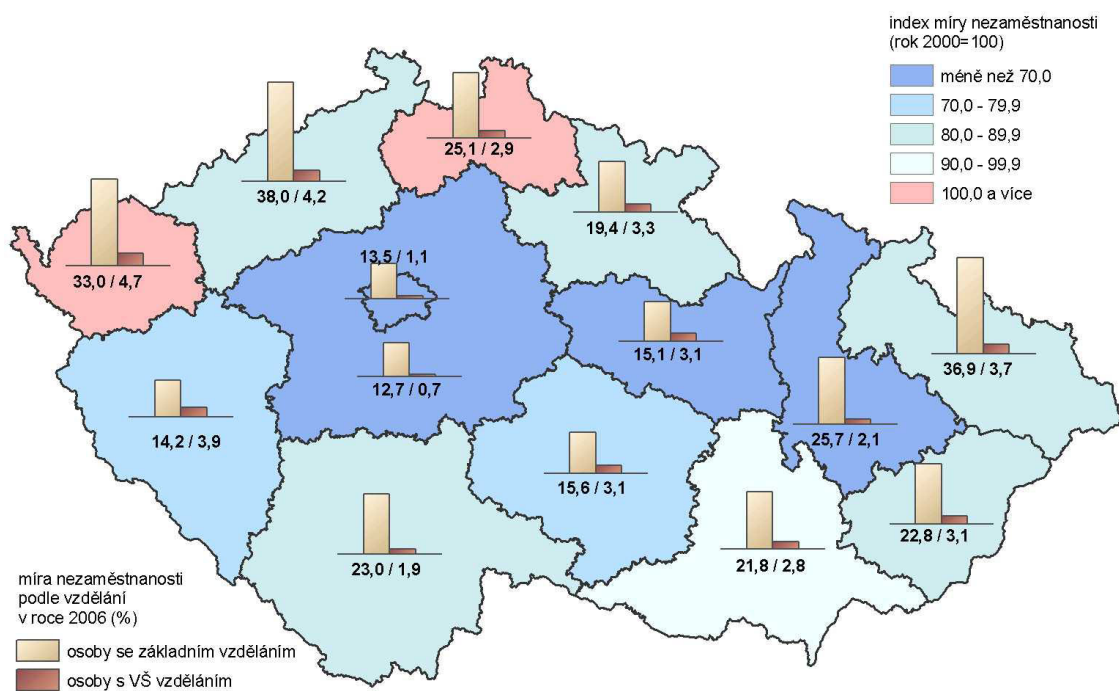 index míry nezaměstnanosti
(rok 2000=100)
méně než 70,0
70,0 - 79,9
80,0 - 89,9
90,0 - 99,9
100,0 a více
25,1 / 2,9
38,0 / 4,2
19,4 / 3,3
33,0 / 4,7
13,5 / 1,1
15,1 / 3,1
36,9 / 3,7
12,7 / 0,7
14,2 / 3,9
25,7 / 2,1
15,6 / 3,1
22,8 / 3,1
23,0 / 1,9
21,8 / 2,8
míra nezaměstnanosti
podle vzdělání
v roce 2006 (%)
osoby se základním vzděláním
osoby s VŠ vzděláním